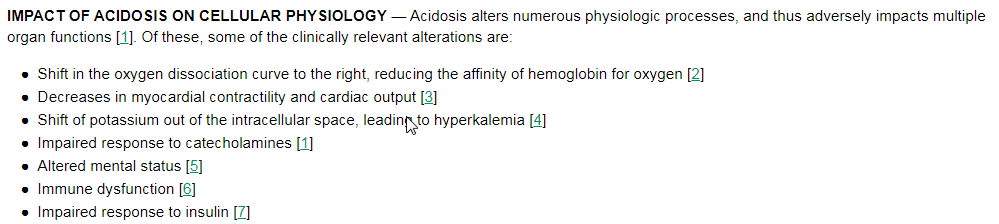 IMPACT OF ACIDOSIS ON CELLULAR PHYSIOLOGY — Acidosis alters numerous physiologic processes, and thus adversely impacts multiple
organ functions [1]. Of these, some of the clinically relevant alterations are:
● Shift in the oxygen dissociation curve to the right, reducing the affinity of hemoglobin for oxygen [2]
● Decreases in myocardial contractility and cardiac output [3]
● Shift of potassium out of the intracellular space, leading to hyperkalemia [4]
● Impaired response to catecholamines [1]
● Altered mental status [5]
● Immune dysfunction [6]
● Impaired response to insulin [7]